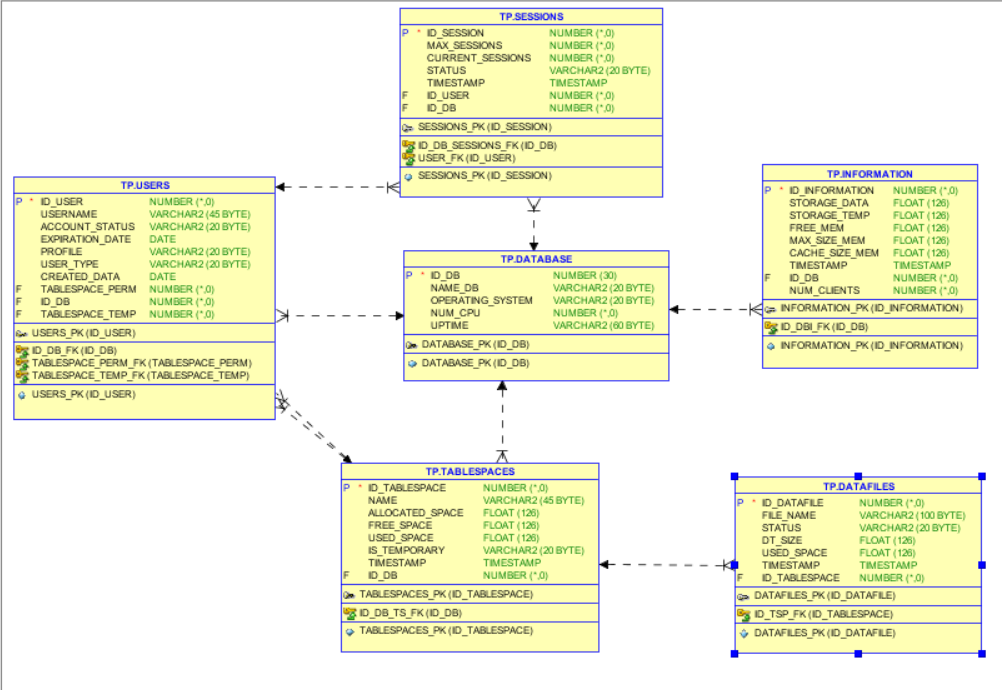 TP.SESSIONS
P * ID_SESSION NUMBER (*,0)
MAX_SESSIONS NUMBER (*,0)
CURRENT_SESSIONS NUMBER (*,0)
STATUS VARCHAR2 (20 BYTE)
TIMESTAMP TIMESTAMP
F ID_USER NUMBER (*,0)
F ID_DB NUMBER (*,0)
SESSIONS_PK (ID_SESSION)
ID_DB_SESSIONS_FK (ID_DB)
USER_FK (ID_USER)
SESSIONS_PK (ID_SESSION)
TP.USERS
P * ID_USER NUMBER (*,0)
USERNAME VARCHAR2 (45 BYTE)
ACCOUNT_STATUS VARCHAR2 (20 BYTE)
EXPIRATION_DATE DATE
PROFILE VARCHAR2 (20 BYTE)
USER_TYPE VARCHAR2 (20 BYTE)
CREATED_DATA DATE
F TABLESPACE_PERM NUMBER (*,0)
F ID_DB NUMBER (*,0)
F TABLESPACE_TEMP NUMBER (*,0)
USERS_PK (ID_USER)
ID_DB_FK (ID_DB)
TABLESPACE_PERM_FK (TABLESPACE_PERM)
TABLESPACE_TEMP_FK (TABLESPACE_TEMP)
USERS_PK (ID_USER)
TP.DATABASE
P * ID_DB NUMBER (30)
NAME_DB VARCHAR2 (20 BYTE)
OPERATING_SYSTEM VARCHAR2 (20 BYTE)
NUM_CPU NUMBER (*,0)
UPTIME VARCHAR2 (60 BYTE)
DATABASE_PK (ID_DB)
DATABASE_PK (ID_DB)
TP.INFORMATION
P * ID_INFORMATION NUMBER (*,0)
STORAGE_DATA FLOAT (126)
STORAGE_TEMP FLOAT (126)
FREE_MEM FLOAT (126)
MAX_SIZE_MEM FLOAT (126)
CACHE_SIZE_MEM FLOAT (126)
TIMESTAMP TIMESTAMP
F ID_DB NUMBER (*,0)
NUM_CLIENTS NUMBER (*,0)
INFORMATION_PK (ID_INFORMATION)
ID_DBI_FK (ID_DB)
INFORMATION_PK (ID_INFORMATION)
TP.TABLESPACES
P * ID_TABLESPACE NUMBER (*,0)
NAME VARCHAR2 (45 BYTE)
ALLOCATED_SPACE FLOAT (126)
FREE_SPACE FLOAT (126)
USED_SPACE FLOAT (126)
IS_TEMPORARY VARCHAR2 (20 BYTE)
TIMESTAMP TIMESTAMP
F ID_DB NUMBER (*,0)
TABLESPACES_PK (ID_TABLESPACE)
ID_DB_TS_FK (ID_DB)
TABLESPACES_PK (ID_TABLESPACE)
TP.DATAFILES
P * ID_DATAFILE NUMBER (*,0)
FILE_NAME VARCHAR2 (100 BYTE)
STATUS VARCHAR2 (20 BYTE)
DT_SIZE FLOAT (126)
USED_SPACE FLOAT (126)
TIMESTAMP TIMESTAMP
F ID_TABLESPACE NUMBER (*,0)
DATAFILES_PK (ID_DATAFILE)
ID_TSP_FK (ID_TABLESPACE)
DATAFILES_PK (ID_DATAFILE)